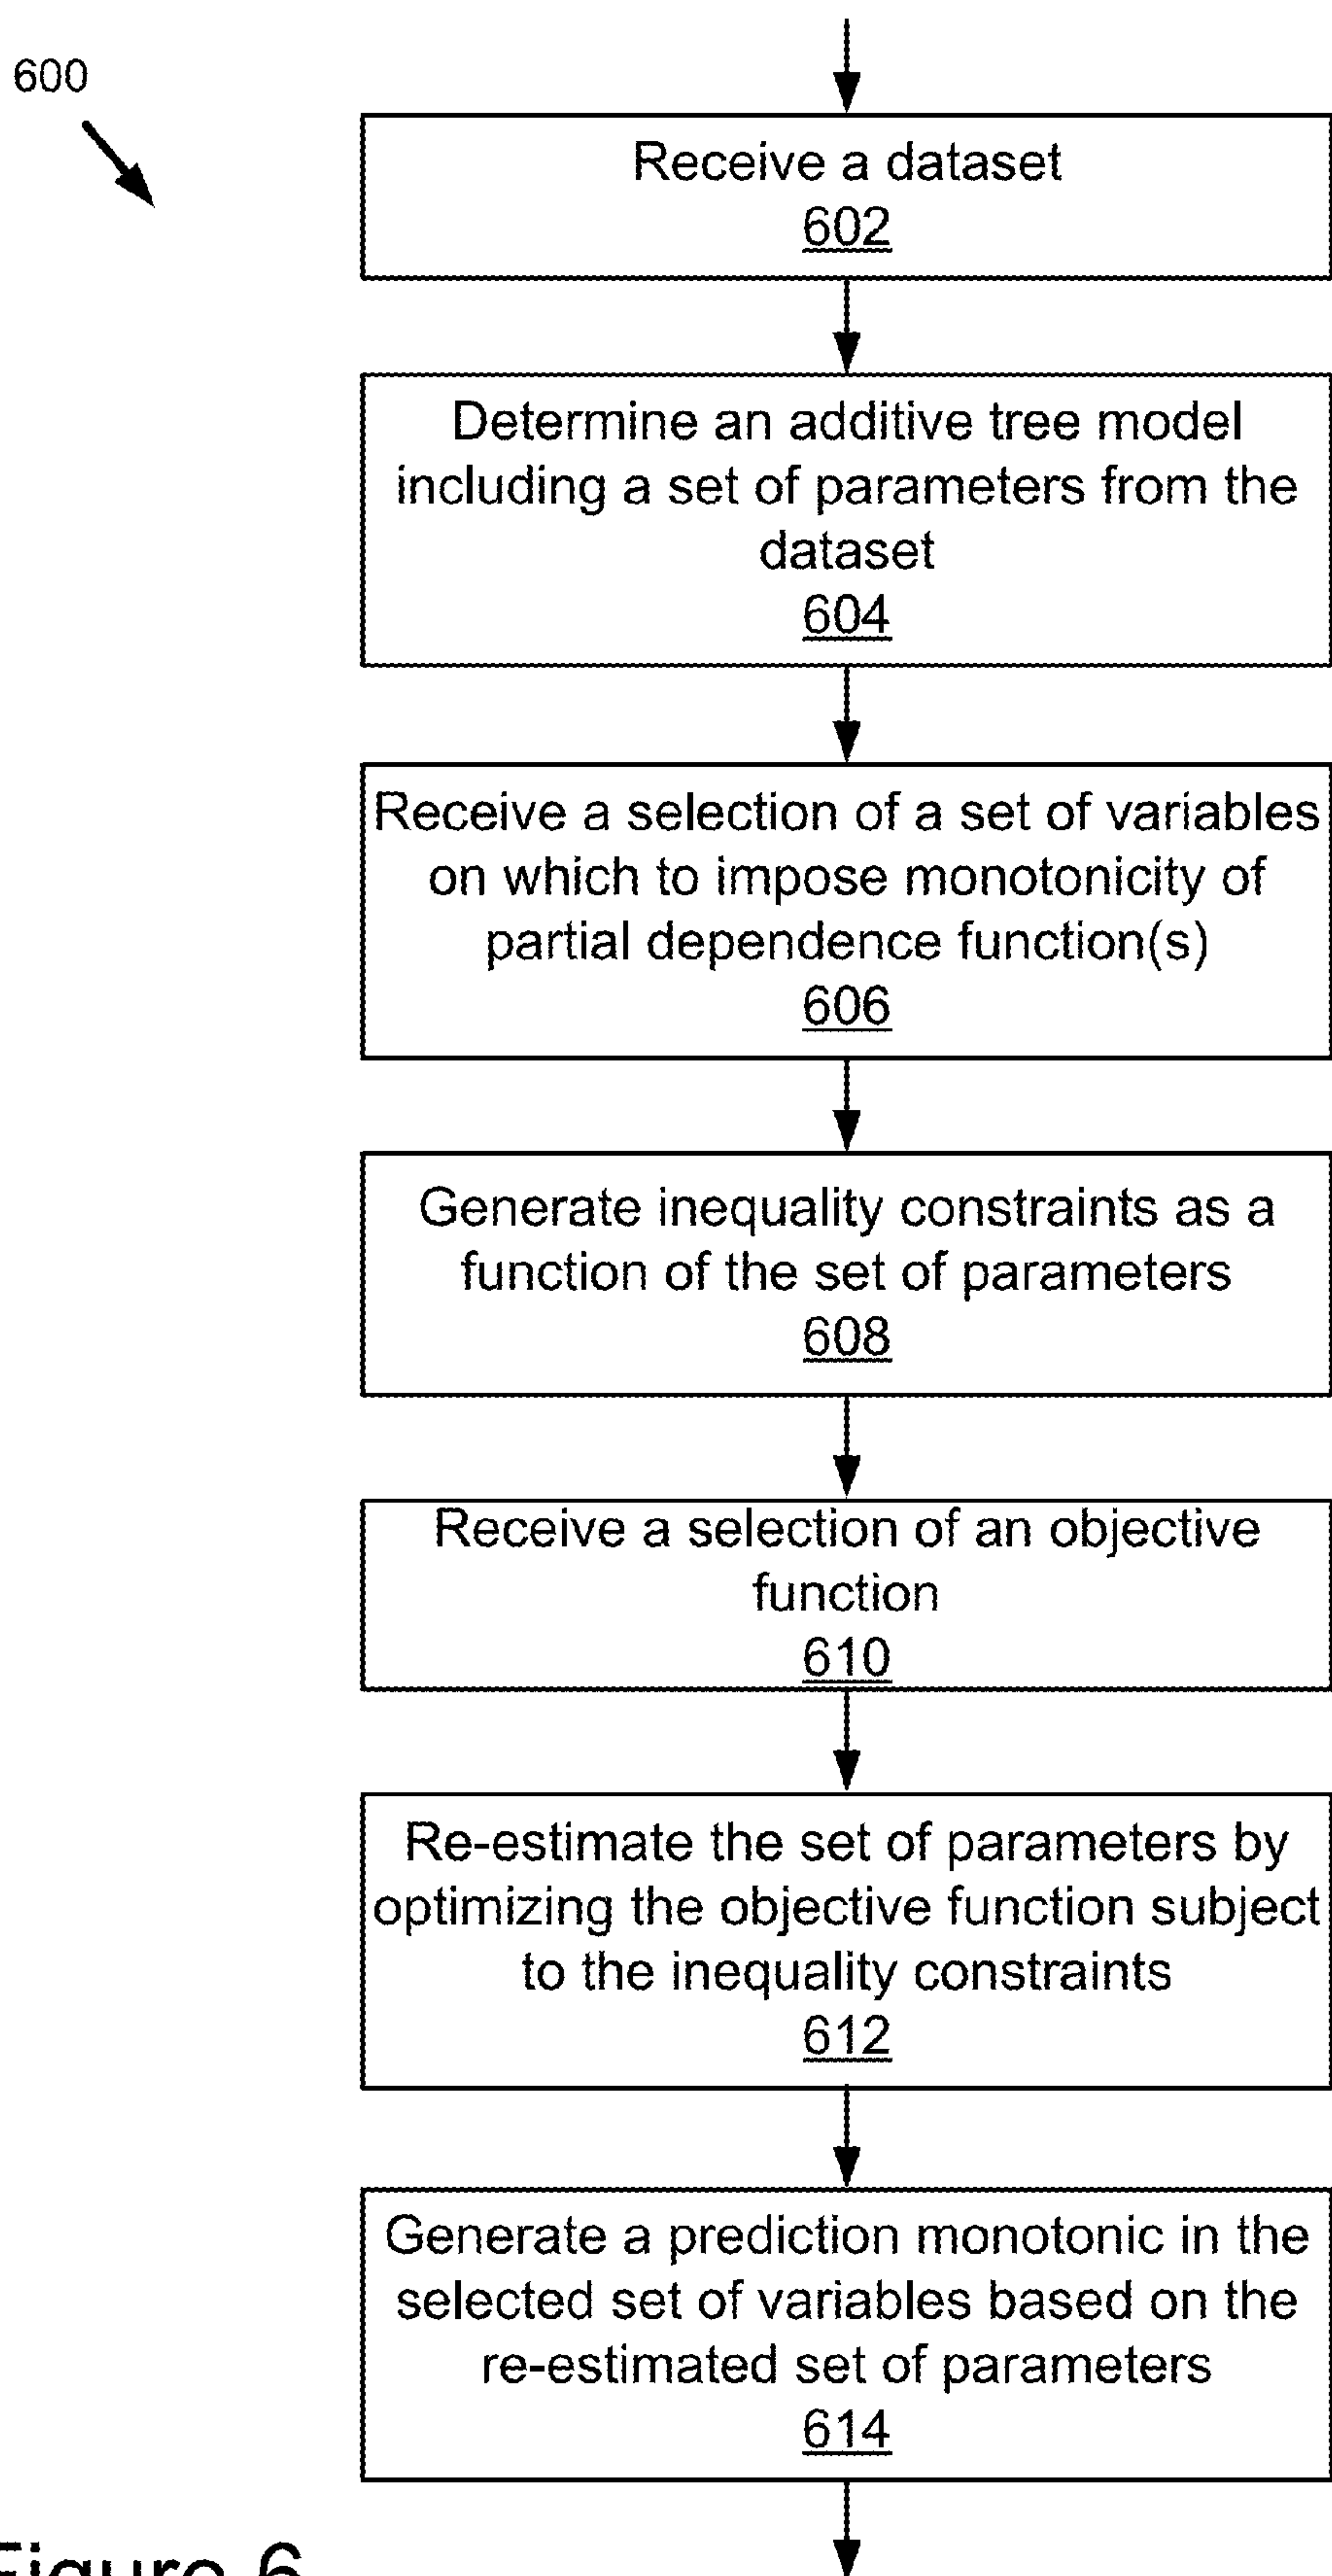 600
Receive a dataset
602
Determine an additive tree model
including a set of parameters from the
dataset
604
Receive a selection of a set of variables
on which to impose monotonicity of
partial dependence function(s)
606
Generate inequality constraints as a
function of the set of parameters
608
Receive a selection of an objective
function
610
Re-estimate the set of parameters by
optimizing the objective function subject
to the inequality constraints
612
Generate a prediction monotonic in the
selected set of variables based on the
re-estimated set of parameters
614
Figure 6